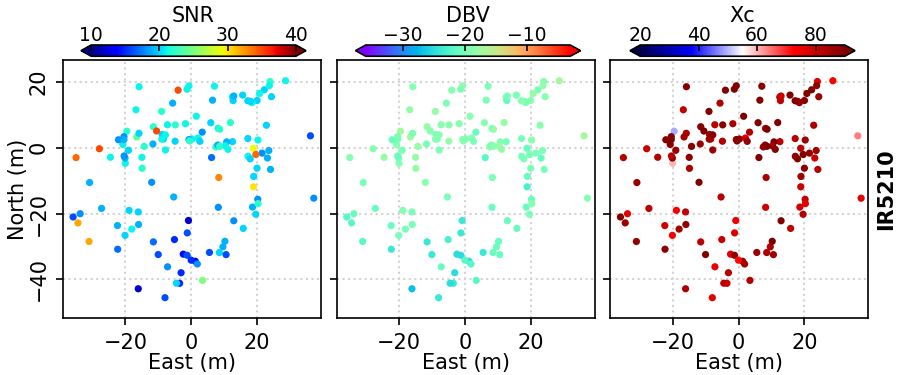 SNR DBV Xc
10 20 30 40 −30 −20 −10 20 40 60 80
20
0
−20
−40
North (m)
IR5210
−20 0 20 −20 0 20 −20 0 20
East (m) East (m) East (m)